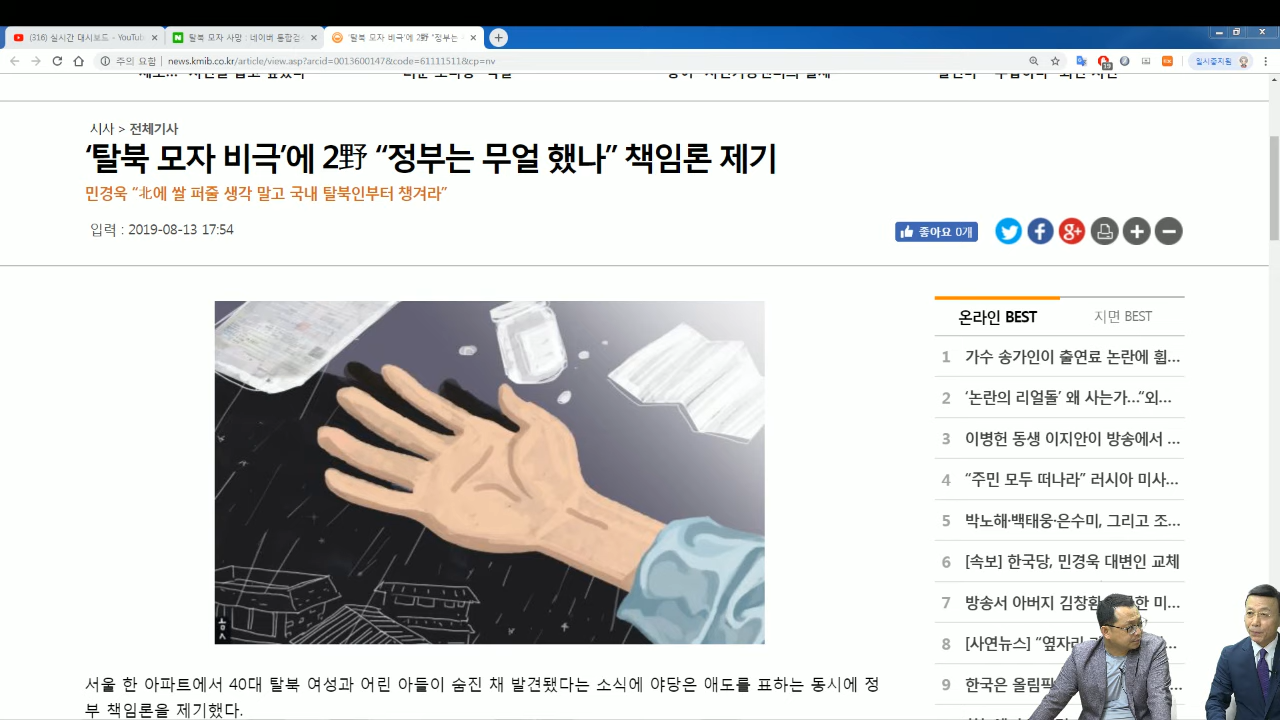 (316) 실시간 대시보드 - YouTub
탈북 모자 사망 : 네이버 통합검
'탈북 모자 비극'에 2野 "정부는
주의 요함
news.kmib.co.kr/article/view.asp?arcid=0013600147&code=61111511&cp=nv
19
일시중지됨
시사 > 전체기사
‘탈북 모자 비극’에 2野 “정부는 무얼 했나” 책임론 제기
민경욱 “北에 쌀 퍼줄 생각 말고 국내 탈북인부터 챙겨라”
입력 : 2019-08-13 17:54
좋아요 0개
온라인 BEST
지면 BEST
1 가수 송가인이 출연료 논란에 휩...
2 ‘논란의 리얼돌’ 왜 사는가…“외...
3 이병헌 동생 이지안이 방송에서 ...
4 “주민 모두 떠나라” 러시아 미사...
5 박노해·백태웅·은수미, 그리고 조...
6 [속보] 한국당, 민경욱 대변인 교체
7 방송서 아버지 김창환 한 미...
8 [사연뉴스] “옆자리 ...
9 한국은 올림픽 ...
서울 한 아파트에서 40대 탈북 여성과 어린 아들이 숨진 채 발견됐다는 소식에 야당은 애도를 표하는 동시에 정
부 책임론을 제기했다.